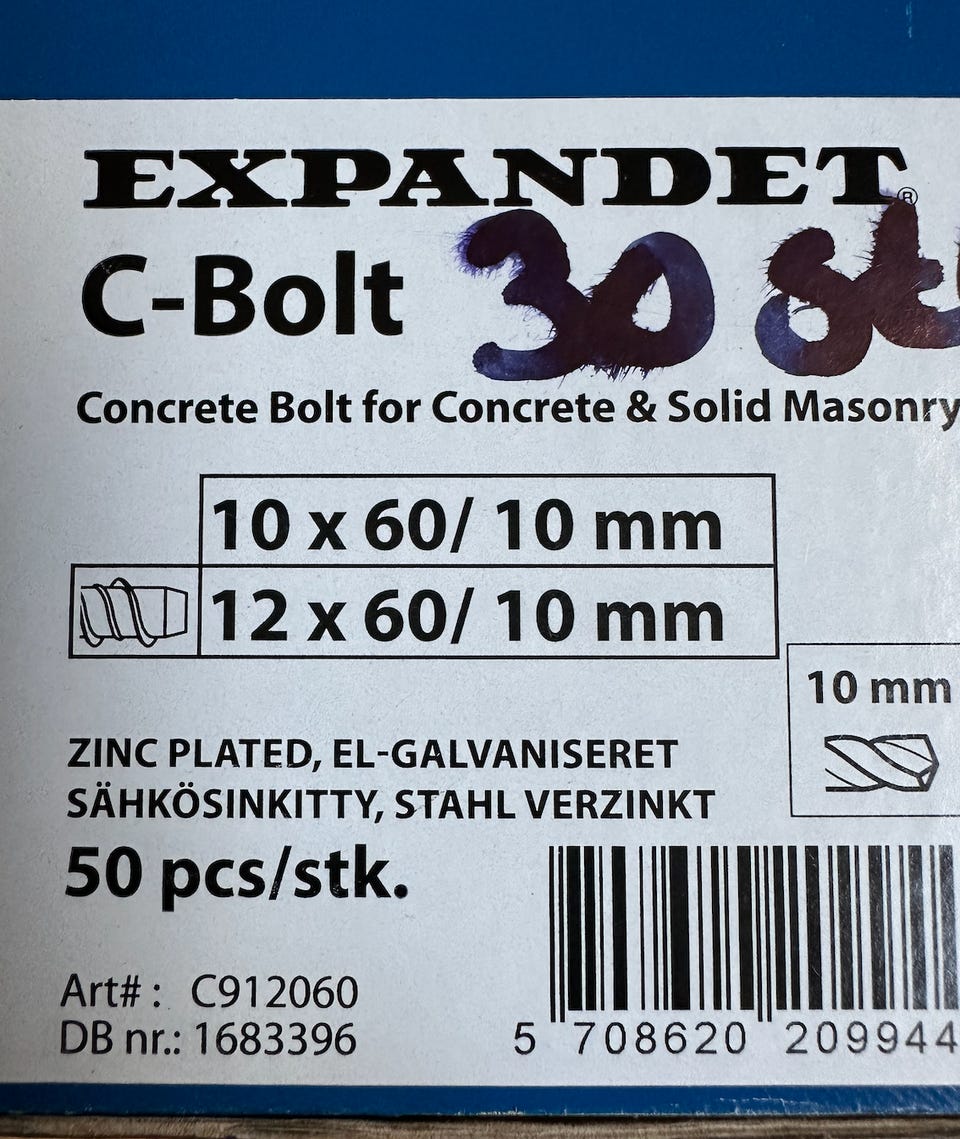 EXPANDET®
C-Bolt 30 stk
Concrete Bolt for Concrete & Solid Masonry
10 x 60/ 10 mm
12 x 60/ 10 mm
10 mm
ZINC PLATED, EL-GALVANISERET
SÄHKÖSINKITTY, STAHL VERZINKT
50 pcs/stk.
Art# : C912060
DB nr.: 1683396
5 708620 209944